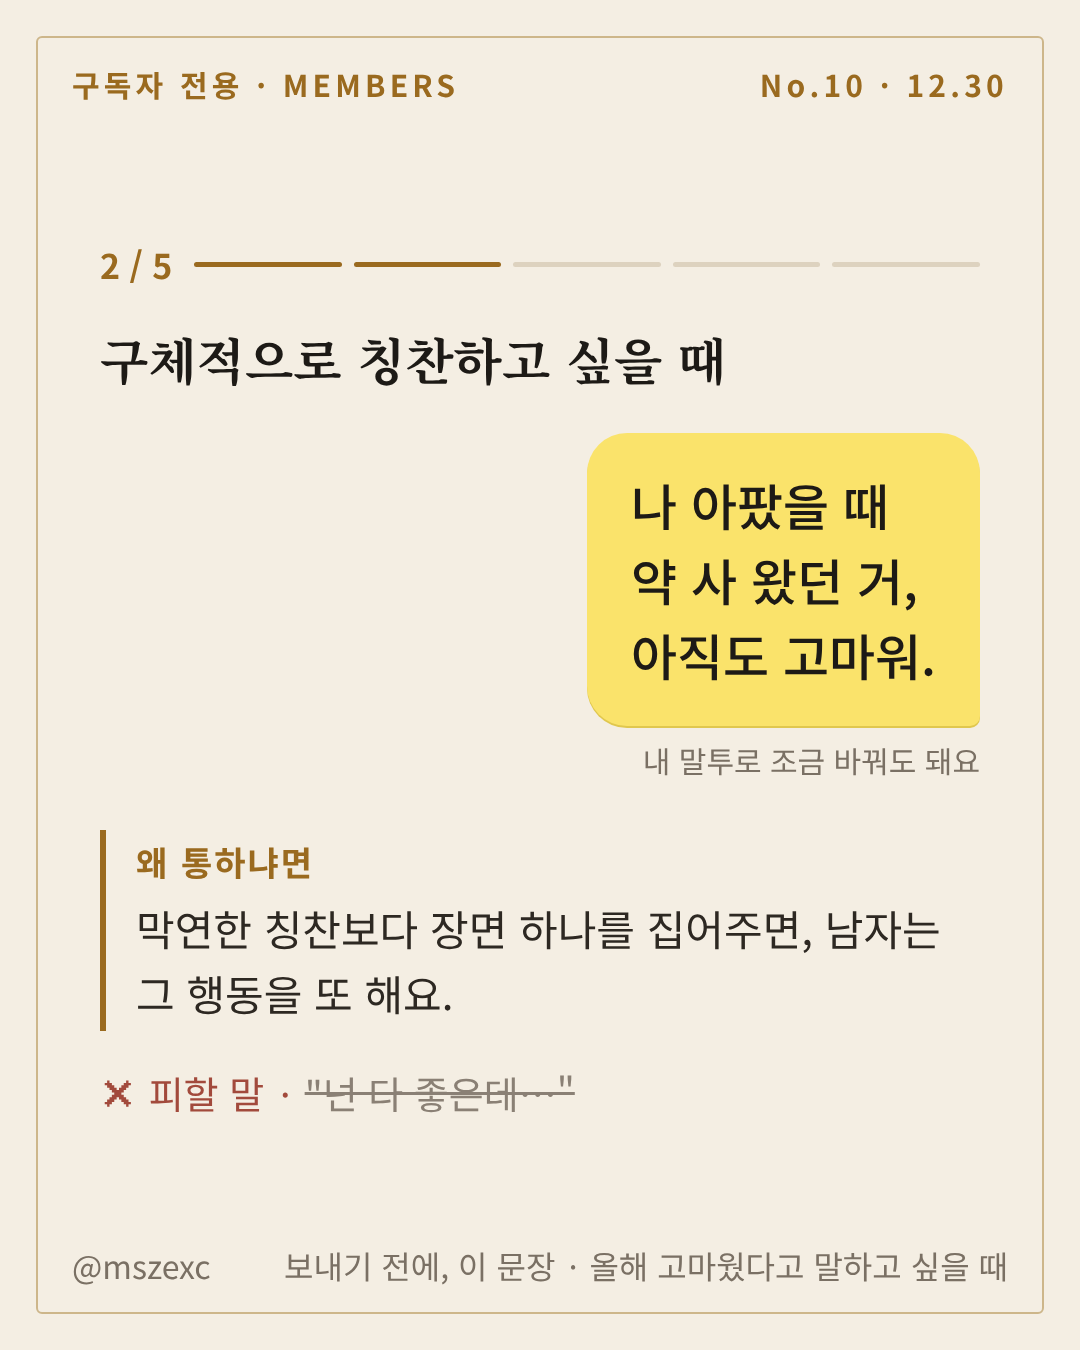 구독자 전용 · MEMBERS
No.10 · 12.30
2 / 5
구체적으로 칭찬하고 싶을 때
나 아팠을 때
약 사 왔던 거,
아직도 고마워.
내 말투로 조금 바꿔도 돼요
왜 통하냐면
막연한 칭찬보다 장면 하나를 집어주면, 남자는
그 행동을 또 해요.
✕ 피할 말 · "넌 다 좋은데…"
@mszexc
보내기 전에, 이 문장 · 올해 고마웠다고 말하고 싶을 때